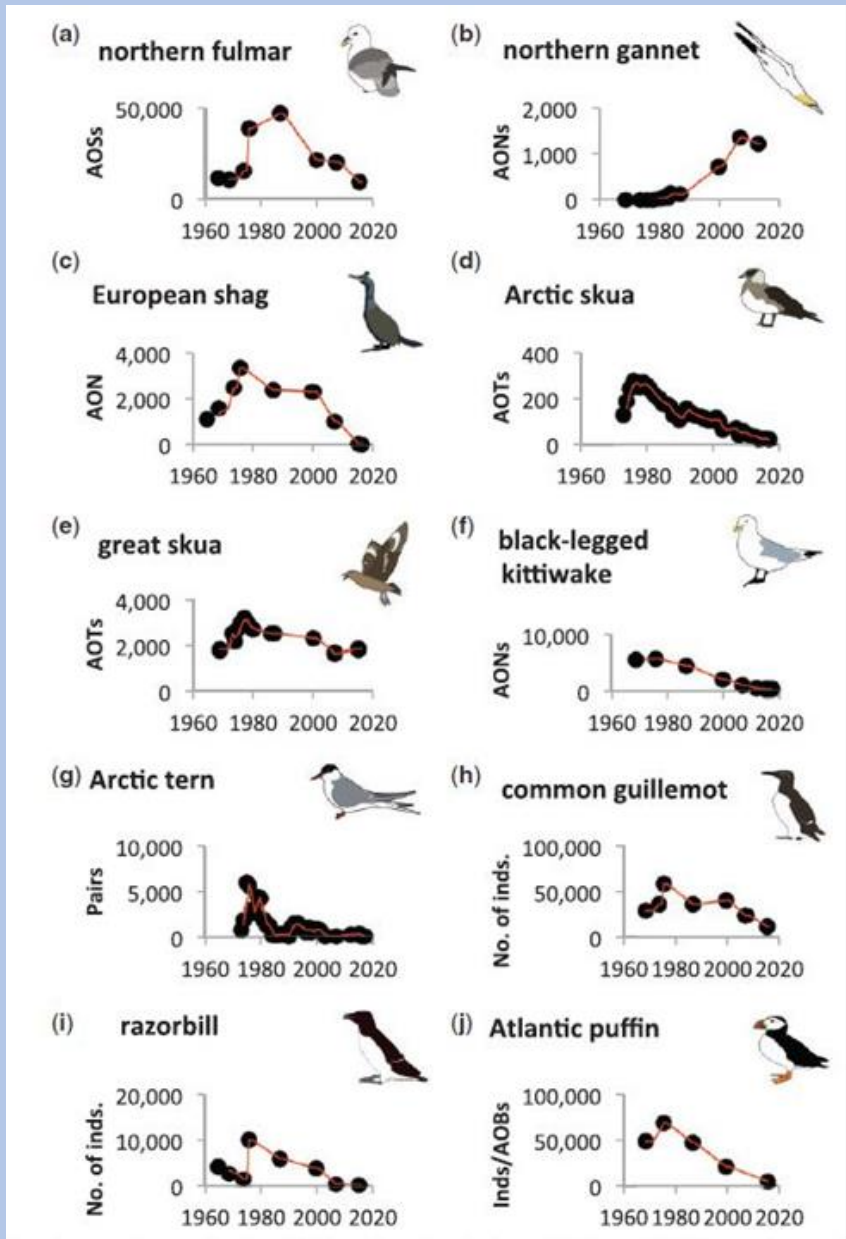 (a) northern fulmar
50,000
0
AOSs
1960 1980 2000 2020
(b) northern gannet
2,000
1,000
0
AONs
1960 1980 2000 2020
(c) European shag
4,000
2,000
0
AON
1960 1980 2000 2020
(d) Arctic skua
400
200
0
AOTs
1960 1980 2000 2020
(e) great skua
4,000
2,000
0
AOTs
1960 1980 2000 2020
(f) black-legged
kittiwake
10,000
0
AONs
1960 1980 2000 2020
(g) Arctic tern
10,000
5,000
0
Pairs
1960 1980 2000 2020
(h) common guillemot
100,000
50,000
0
No. of inds.
1960 1980 2000 2020
(i) razorbill
20,000
10,000
0
No. of inds.
1960 1980 2000 2020
(j) Atlantic puffin
100,000
50,000
0
Inds/AOBs
1960 1980 2000 2020